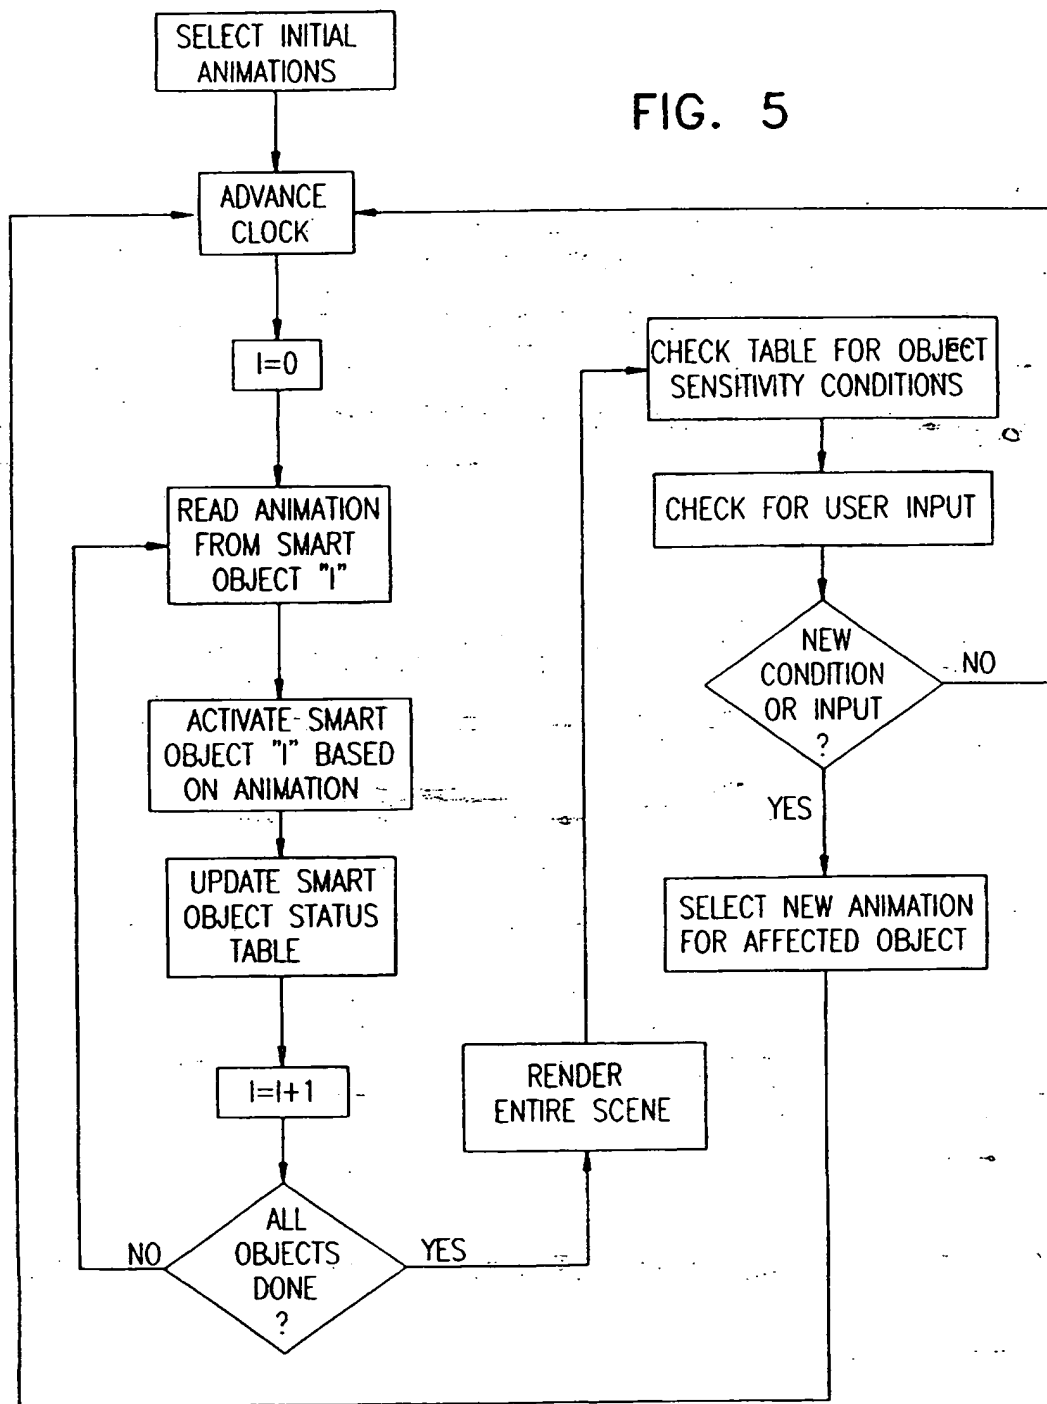 SELECT INITIAL
ANIMATIONS
FIG. 5
ADVANCE
CLOCK
I=0
READ ANIMATION
FROM SMART
OBJECT "I"
ACTIVATE SMART
OBJECT "I" BASED
ON ANIMATION
UPDATE SMART
OBJECT STATUS
TABLE
I=I+1
ALL
OBJECTS
DONE
?
NO
YES
RENDER
ENTIRE SCENE
CHECK TABLE FOR OBJECT
SENSITIVITY CONDITIONS
CHECK FOR USER INPUT
NEW
CONDITION
OR INPUT
?
NO
YES
SELECT NEW ANIMATION
FOR AFFECTED OBJECT